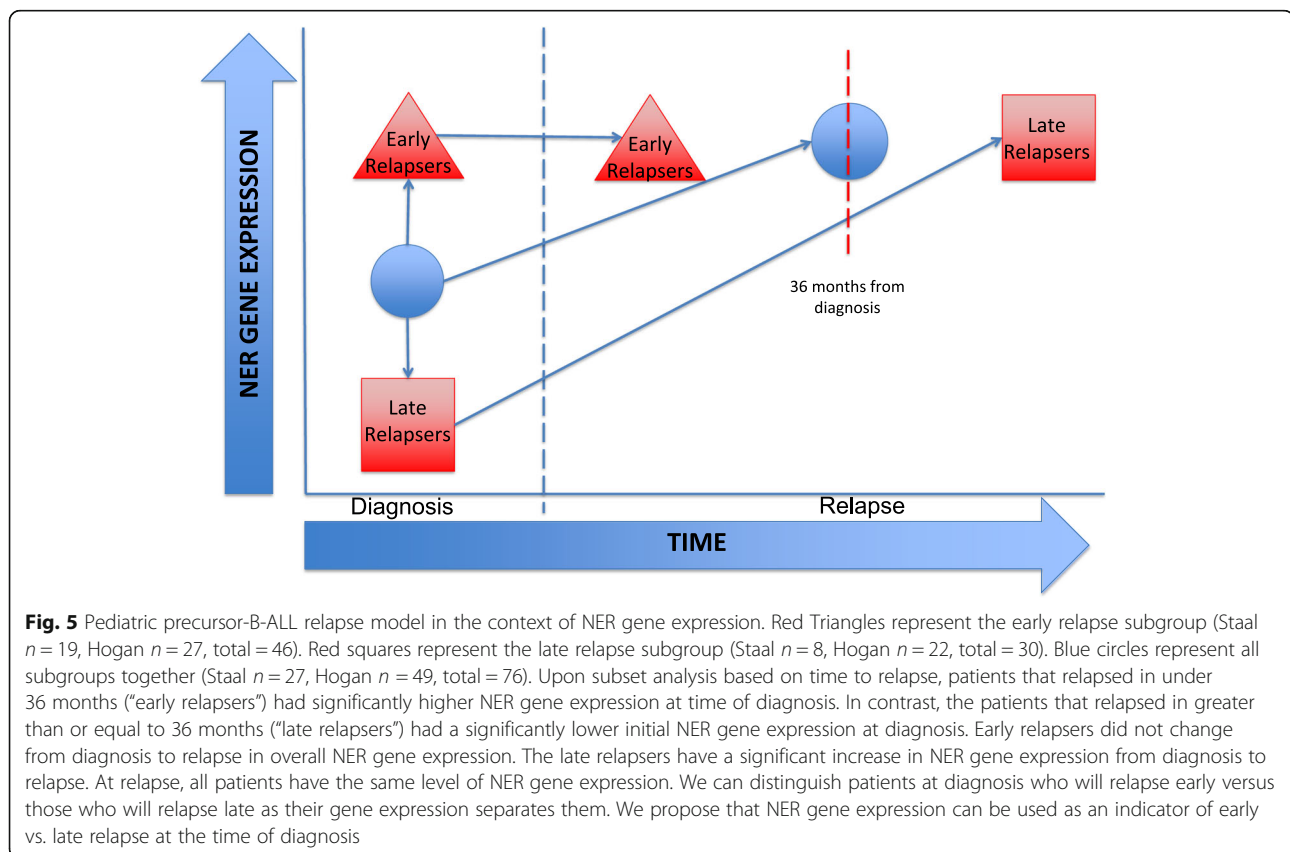 NER GENE EXPRESSION
Early
Relapsers
Early
Relapsers
Late
Relapsers
36 months from
diagnosis
Late
Relapsers
Diagnosis
Relapse
TIME
Fig. 5 Pediatric precursor-B-ALL relapse model in the context of NER gene expression. Red Triangles represent the early relapse subgroup (Staal
n = 19, Hogan n = 27, total = 46). Red squares represent the late relapse subgroup (Staal n = 8, Hogan n = 22, total = 30). Blue circles represent all
subgroups together (Staal n = 27, Hogan n = 49, total = 76). Upon subset analysis based on time to relapse, patients that relapsed in under
36 months (“early relapsers”) had significantly higher NER gene expression at time of diagnosis. In contrast, the patients that relapsed in greater
than or equal to 36 months (“late relapsers”) had a significantly lower initial NER gene expression at diagnosis. Early relapsers did not change
from diagnosis to relapse in overall NER gene expression. The late relapsers have a significant increase in NER gene expression from diagnosis to
relapse. At relapse, all patients have the same level of NER gene expression. We can distinguish patients at diagnosis who will relapse early versus
those who will relapse late as their gene expression separates them. We propose that NER gene expression can be used as an indicator of early
vs. late relapse at the time of diagnosis